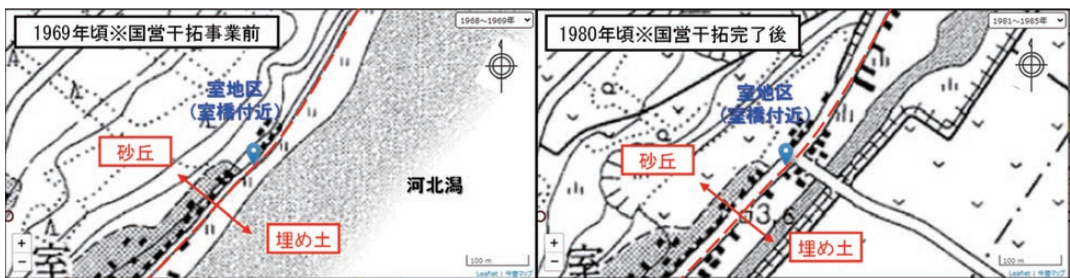 1969年頃※国営干拓事業前
1968～1969年
室地区
(室橋付近)
砂丘
河北潟
埋め土
室
+
−
100 m
Leaflet | 今昔マップ
1980年頃※国営干拓完了後
1981～1985年
室地区
(室橋付近)
砂丘
3.6
埋め土
室
+
−
100 m
Leaflet | 今昔マップ